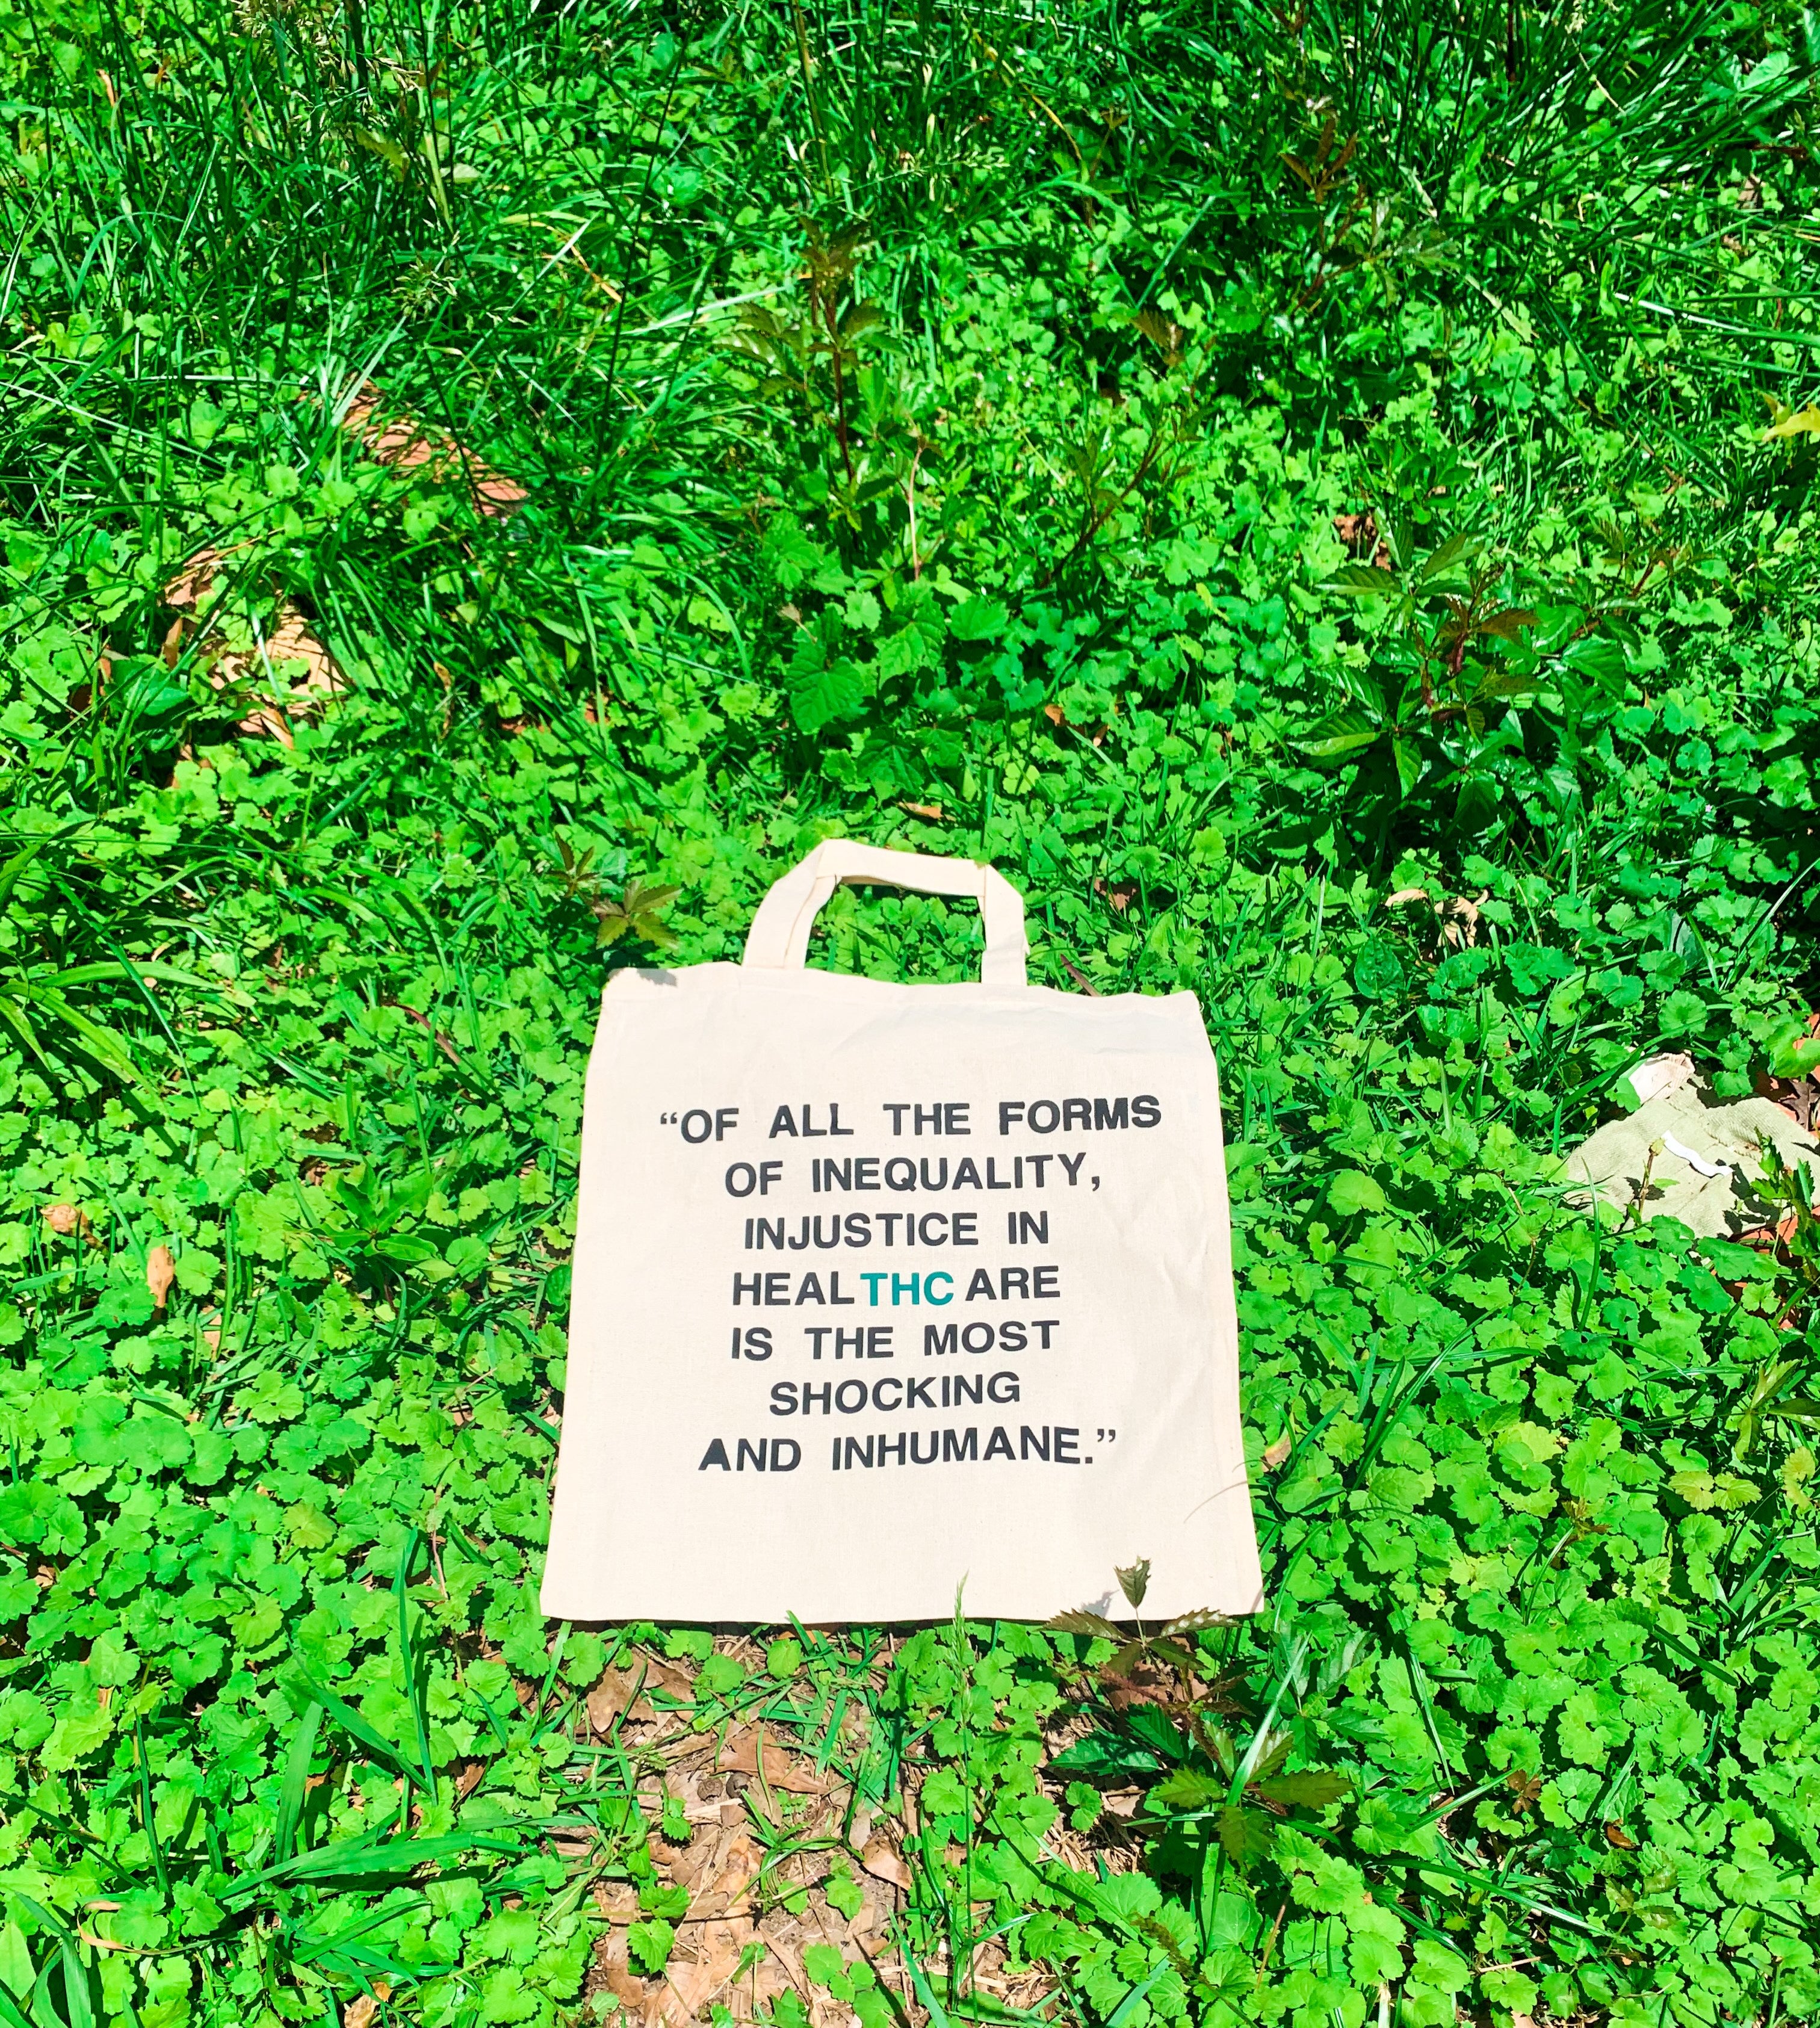 “OF ALL THE FORMS
OF INEQUALITY,
INJUSTICE IN
HEALTHCARE
IS THE MOST
SHOCKING
AND INHUMANE.”